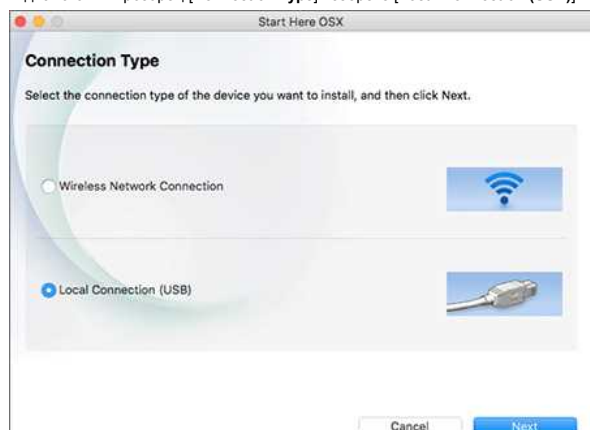 Start Here OSX
Connection Type
Select the connection type of the device you want to install, and then click Next.
Wireless Network Connection
Local Connection (USB)
Cancel
Next